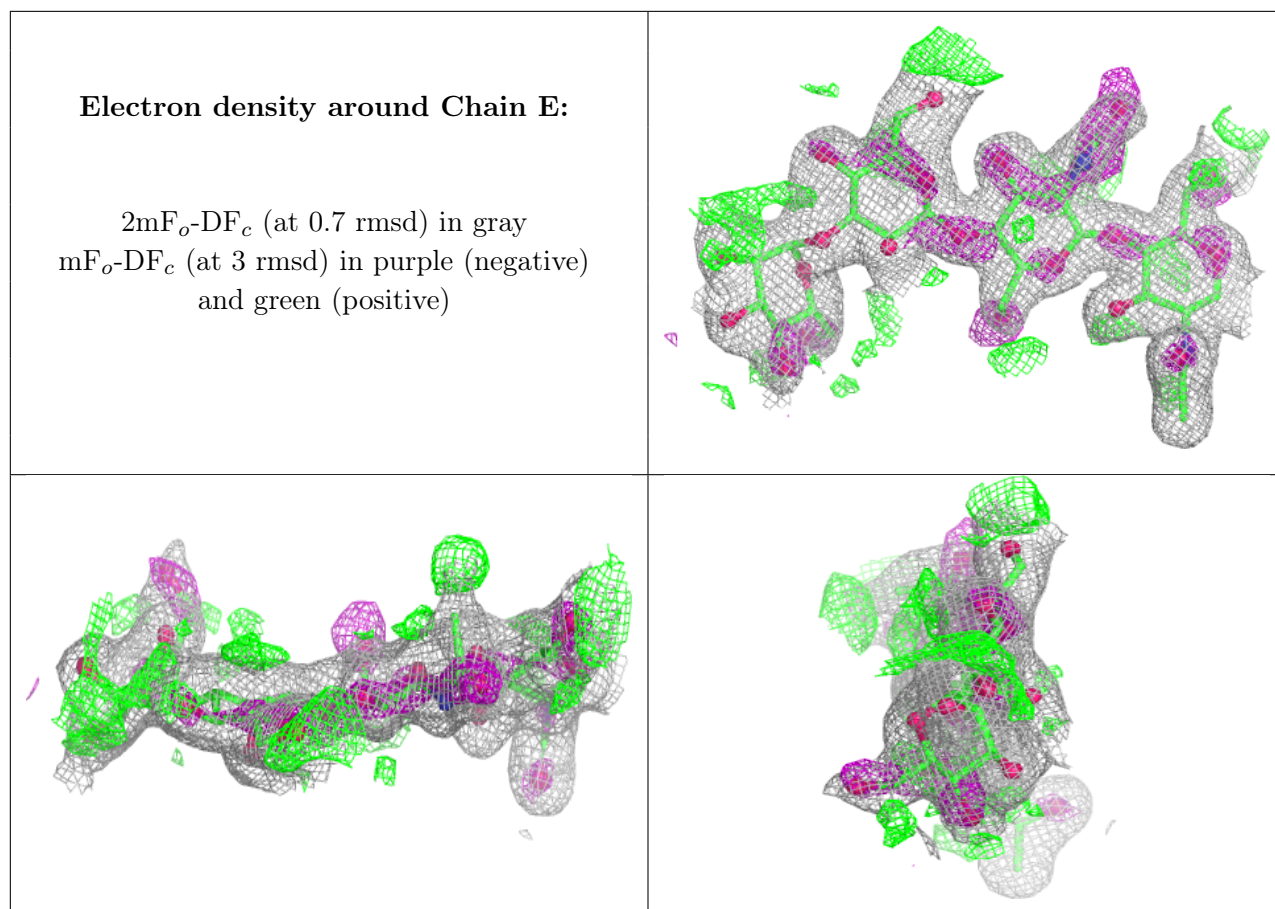 Electron density around Chain E:
2mFₒ-DF𝒸 (at 0.7 rmsd) in gray
mFₒ-DF𝒸 (at 3 rmsd) in purple (negative)
and green (positive)